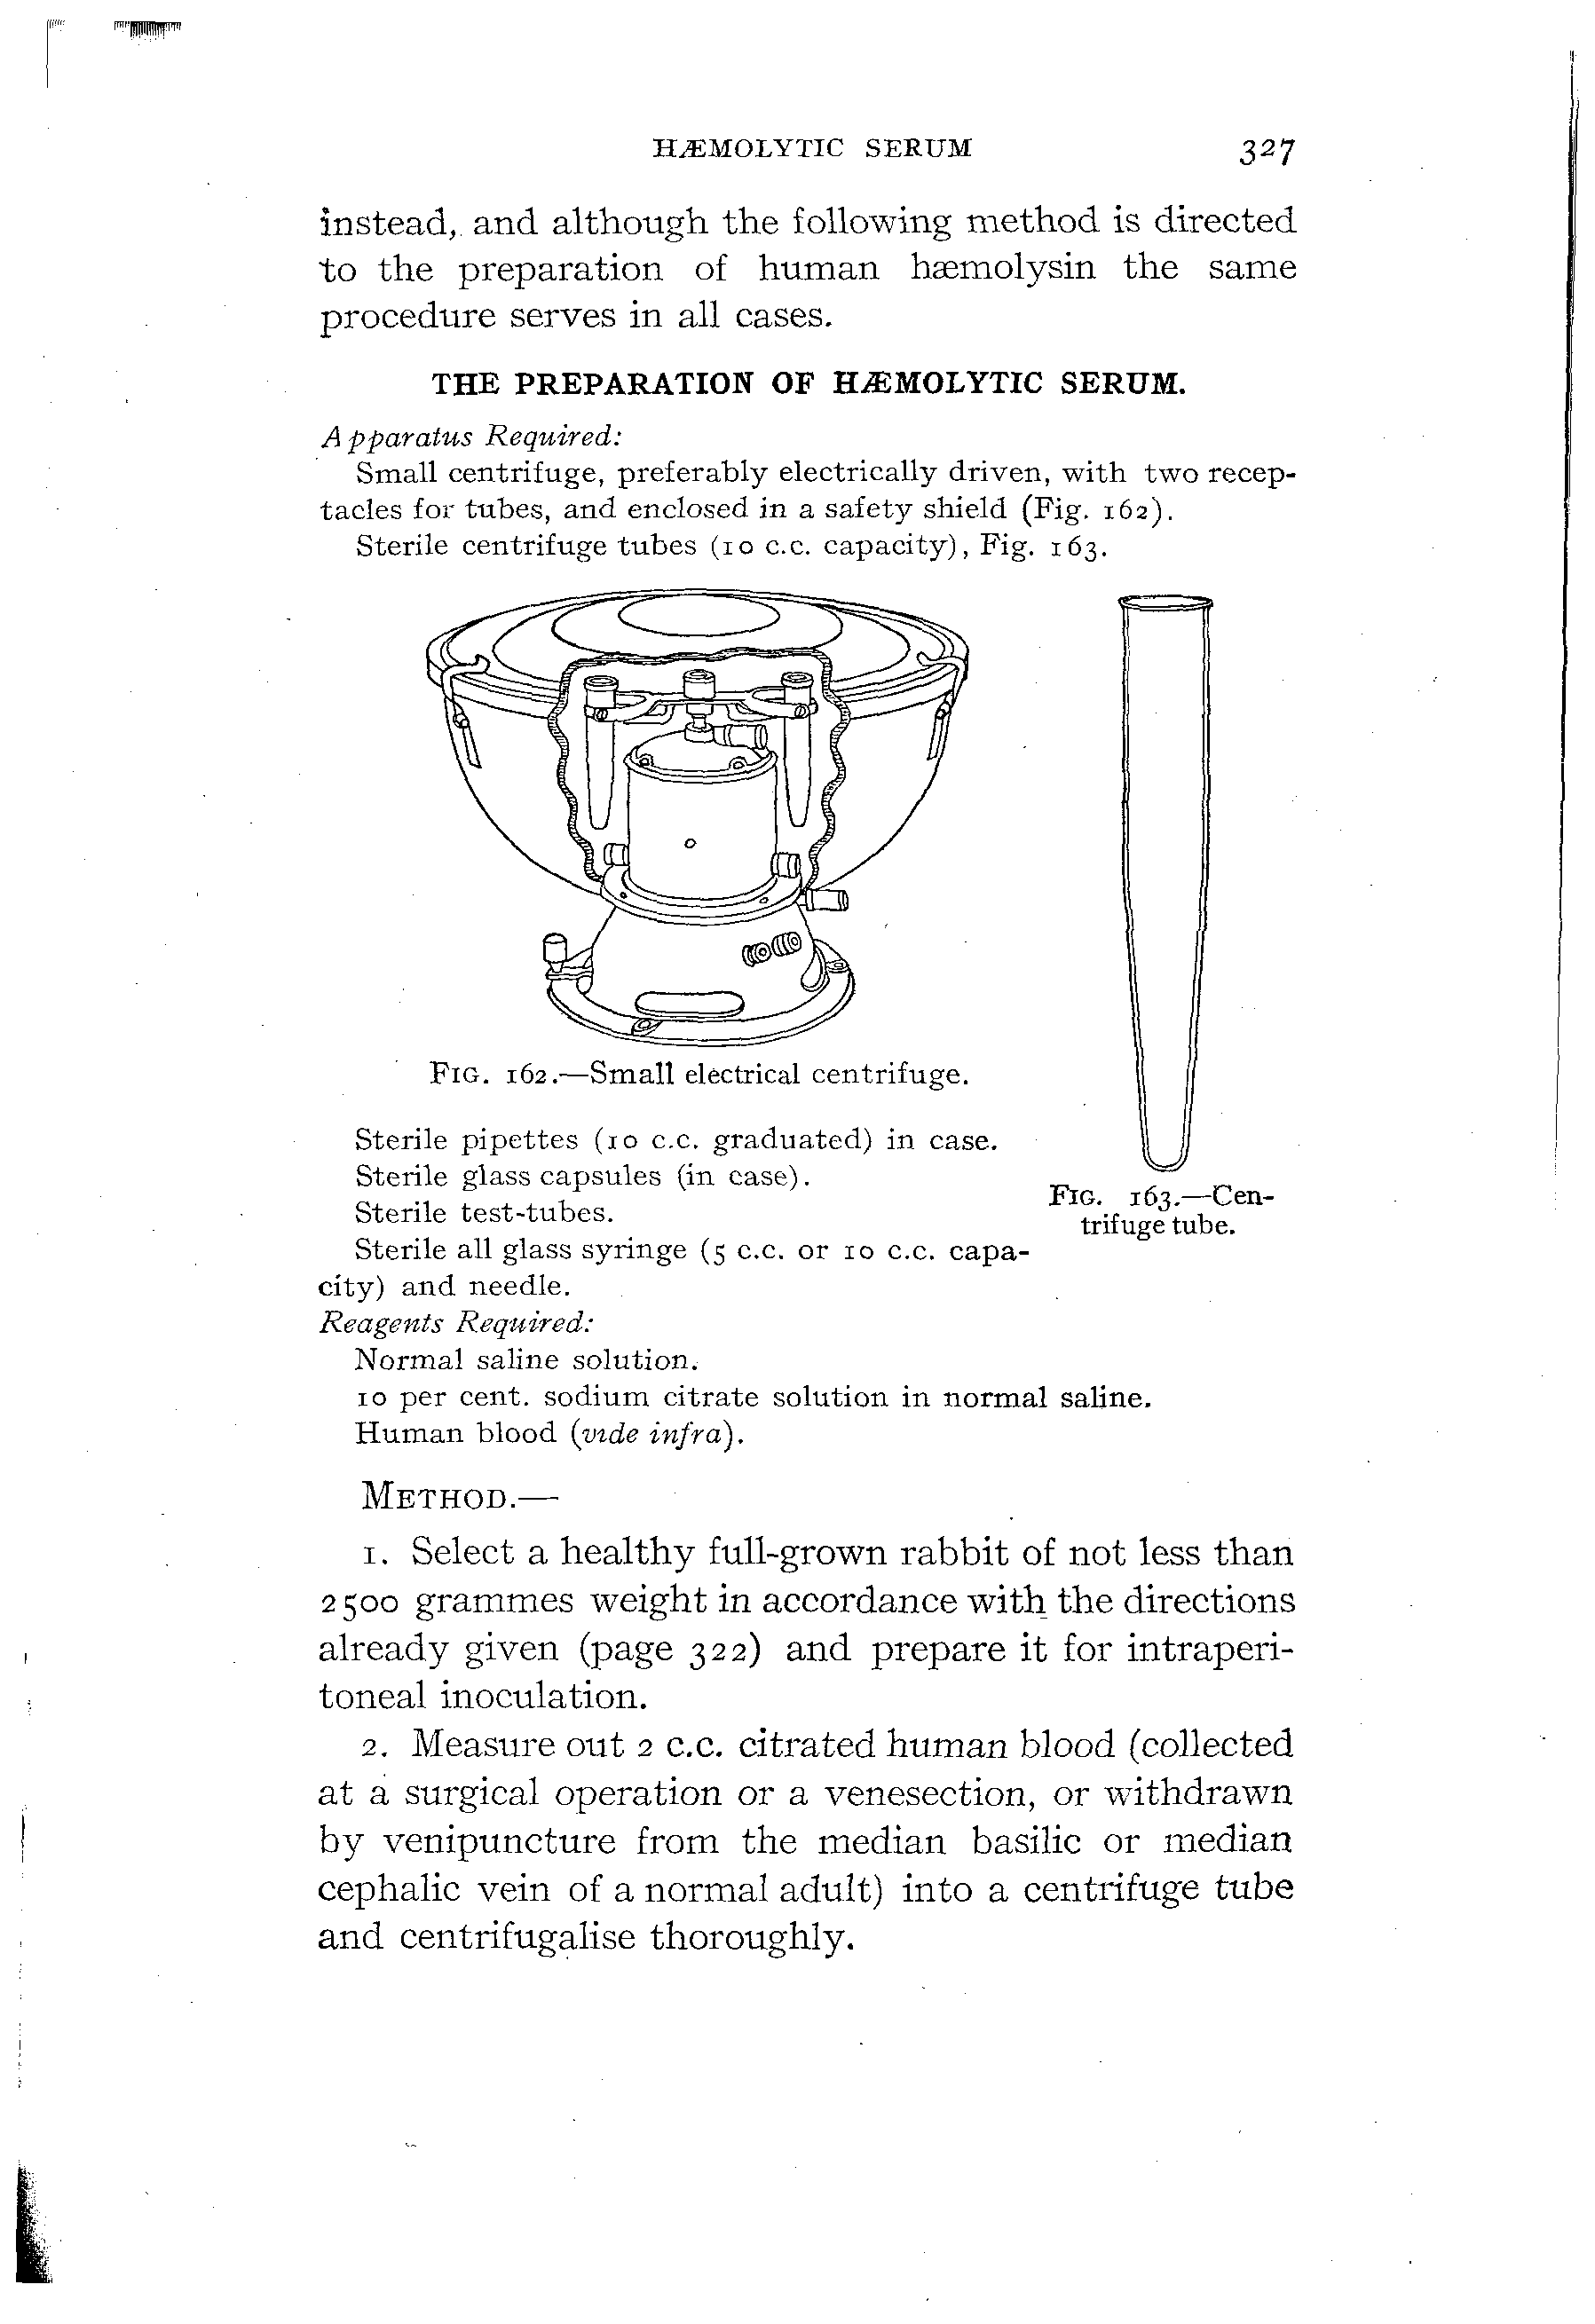 HÆMOLYTIC SERUM 327
instead, and although the following method is directed
to the preparation of human hæmolysin the same
procedure serves in all cases.
THE PREPARATION OF HÆMOLYTIC SERUM.
Apparatus Required:
Small centrifuge, preferably electrically driven, with two recep-
tacles for tubes, and enclosed in a safety shield (Fig. 162).
Sterile centrifuge tubes (10 c.c. capacity), Fig. 163.
FIG. 162.—Small electrical centrifuge.
Sterile pipettes (10 c.c. graduated) in case.
Sterile glass capsules (in case).
Sterile test-tubes.
Sterile all glass syringe (5 c.c. or 10 c.c. capa-
city) and needle.
FIG. 163.—Cen-
trifuge tube.
Reagents Required:
Normal saline solution.
10 per cent. sodium citrate solution in normal saline.
Human blood (vide infra).
METHOD.—
1. Select a healthy full-grown rabbit of not less than
2500 grammes weight in accordance with the directions
already given (page 322) and prepare it for intraperi-
toneal inoculation.
2. Measure out 2 c.c. citrated human blood (collected
at a surgical operation or a venesection, or withdrawn
by venipuncture from the median basilic or median
cephalic vein of a normal adult) into a centrifuge tube
and centrifugalise thoroughly.